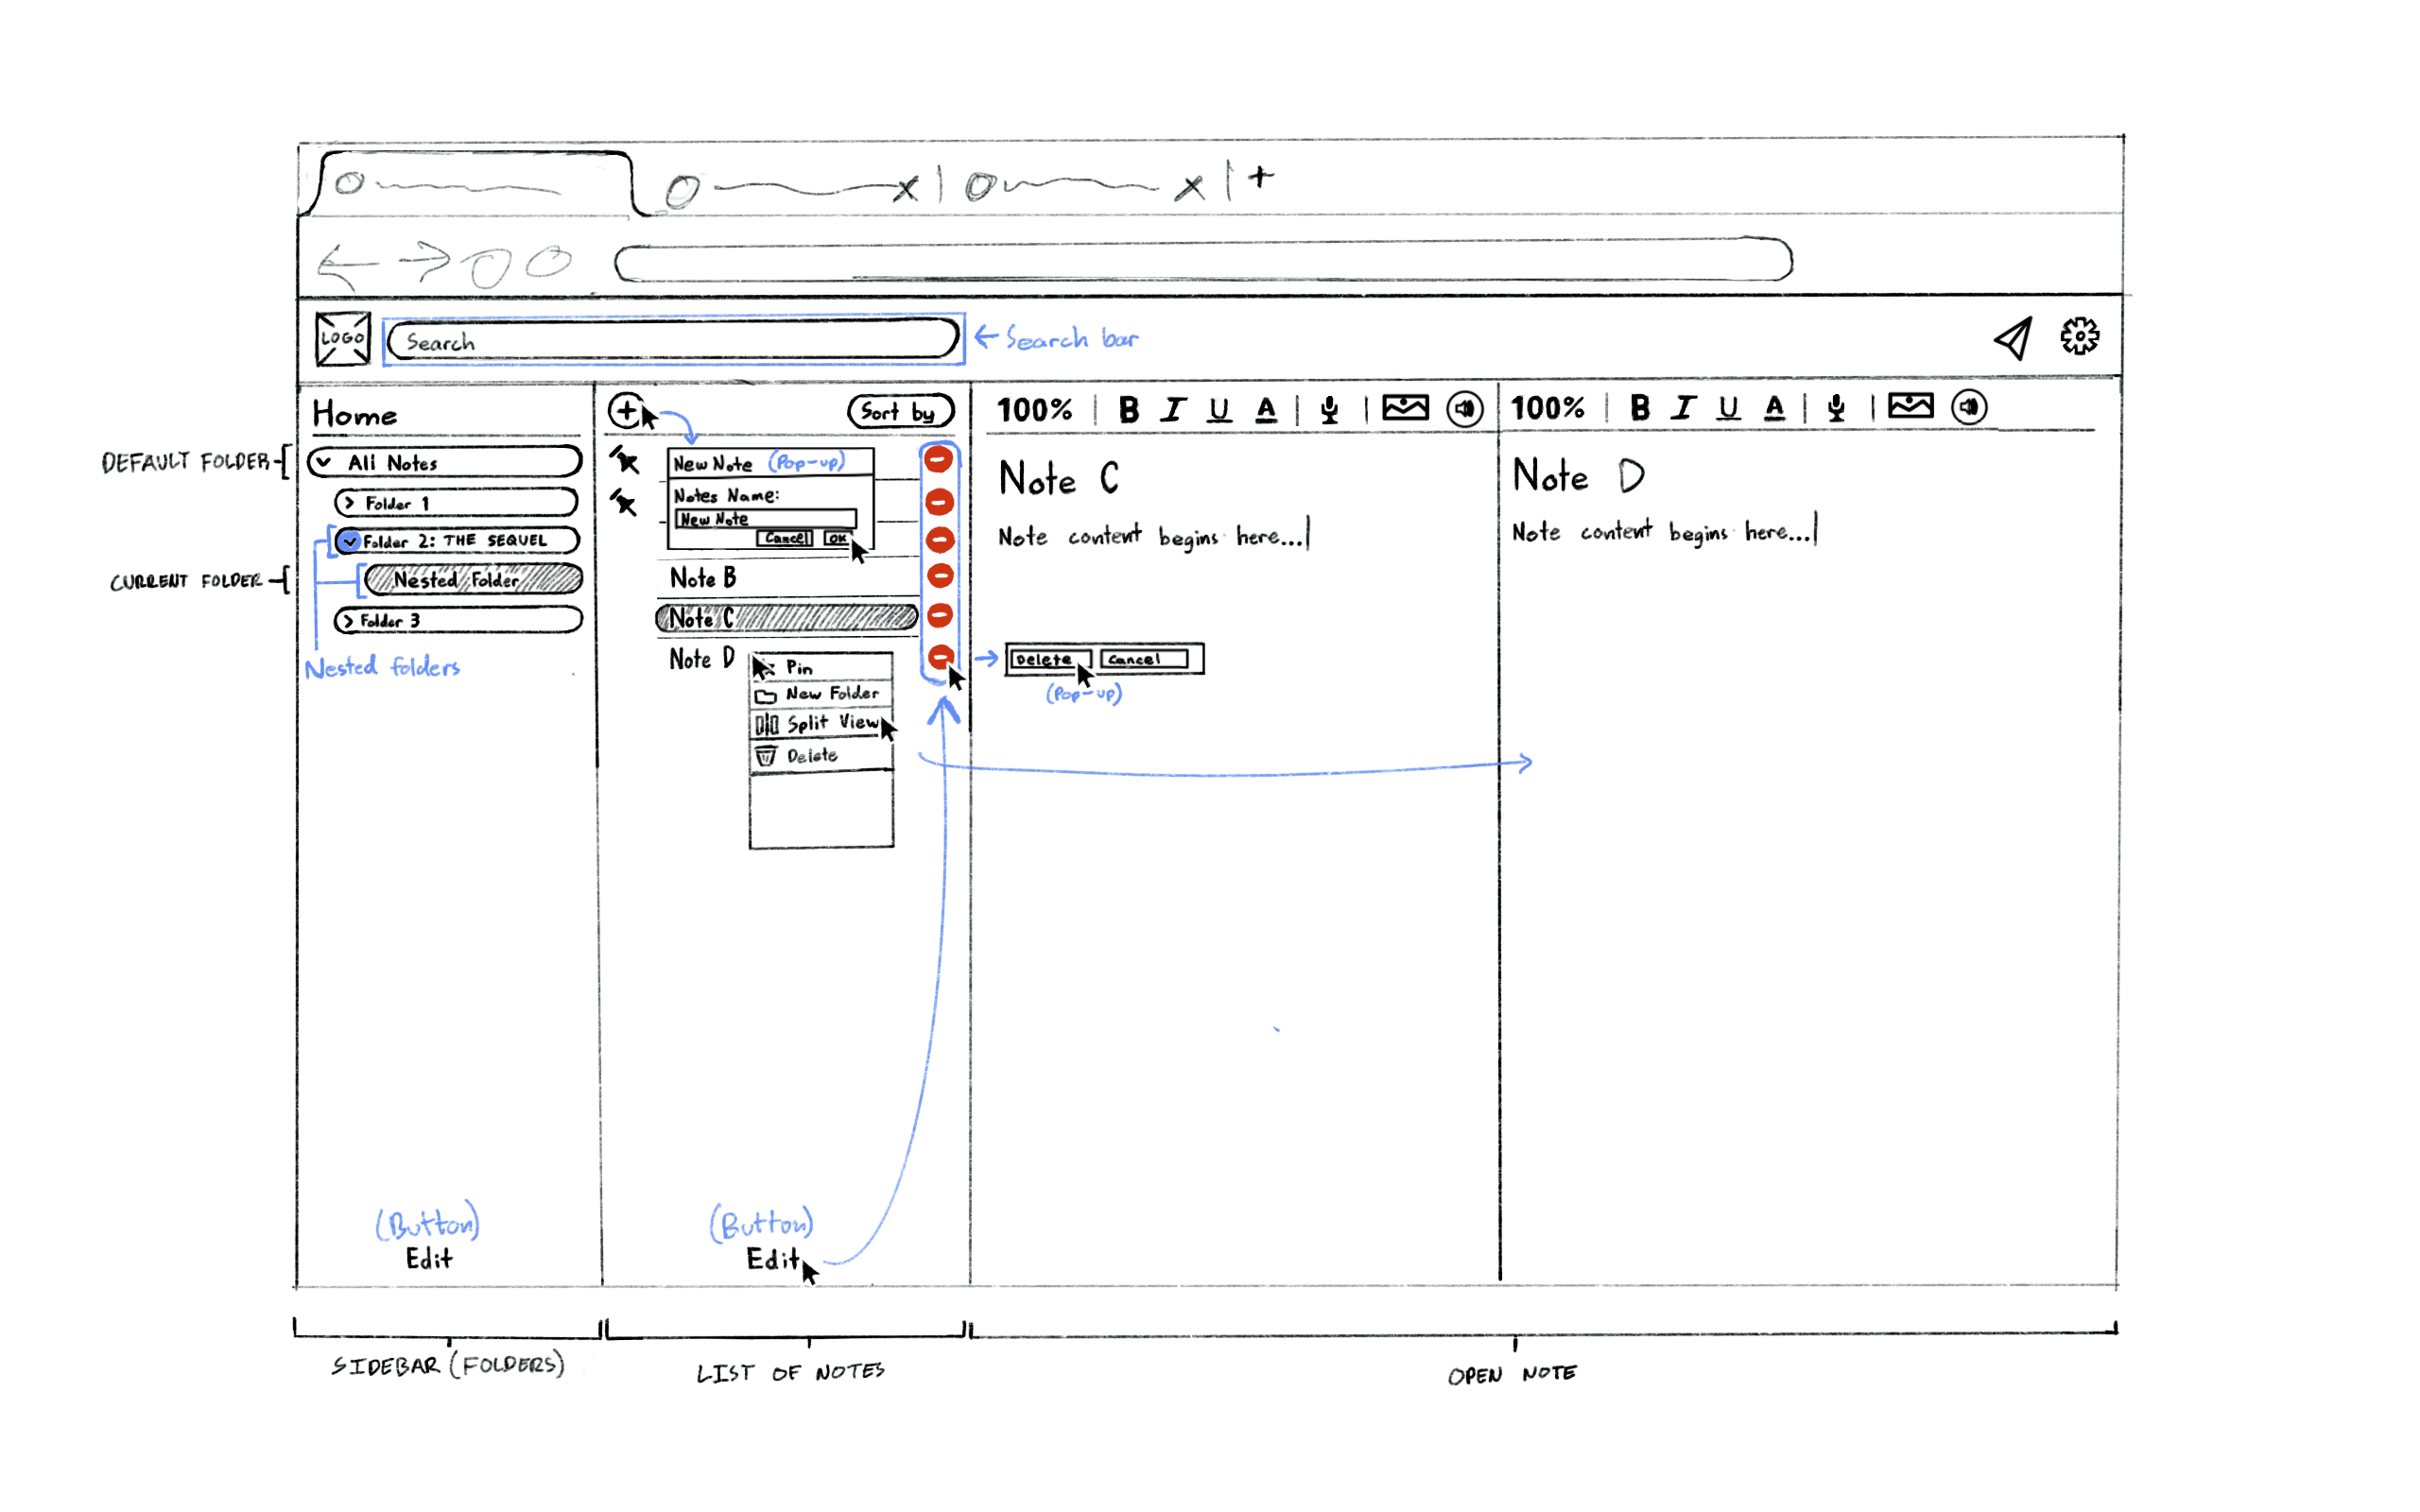 LOGO
Search
← Search bar
Home
DEFAULT FOLDER
All Notes
Folder 1
Folder 2: THE SEQUEL
CURRENT FOLDER
Nested Folder
Folder 3
Nested folders
(Button)
Edit
+
Sort by
New Note (Pop-up)
Notes Name:
New Note
Cancel OK
Note B
Note C
Note D
Pin
New Folder
Split View
Delete
(Button)
Edit
100% | B I U A
Note C
Note content begins here...
Delete Cancel
(Pop-up)
100% | B I U A
Note D
Note content begins here...
SIDEBAR (FOLDERS)
LIST OF NOTES
OPEN NOTE